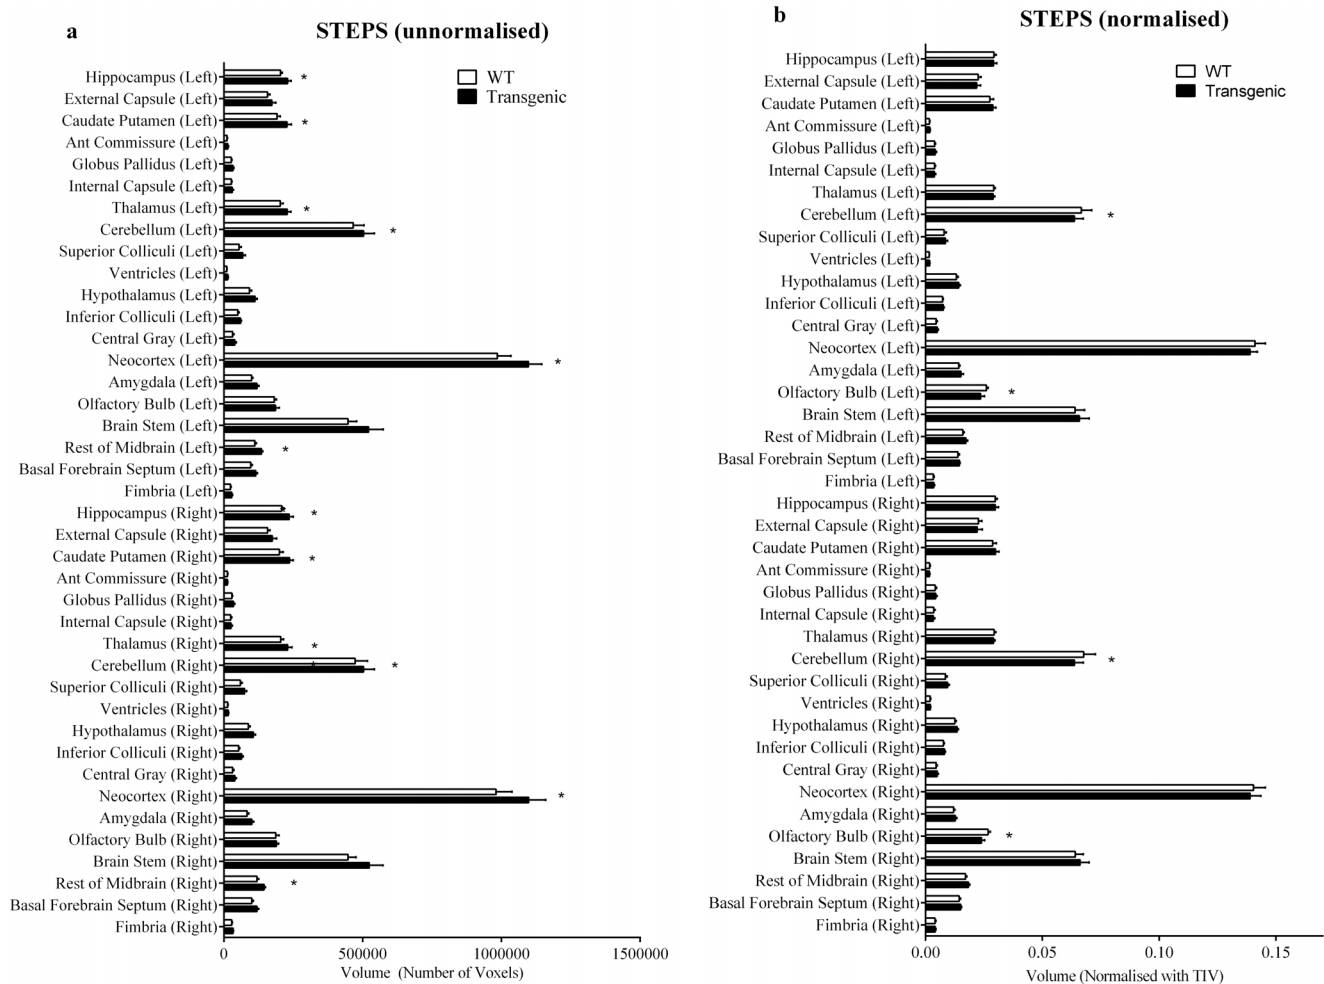 a
STEPS (unnormalised)
WT
Transgenic
Hippocampus (Left)
*
External Capsule (Left)
Caudate Putamen (Left)
*
Ant Commissure (Left)
Globus Pallidus (Left)
Internal Capsule (Left)
Thalamus (Left)
*
Cerebellum (Left)
*
Superior Colliculi (Left)
Ventricles (Left)
Hypothalamus (Left)
Inferior Colliculi (Left)
Central Gray (Left)
Neocortex (Left)
*
Amygdala (Left)
Olfactory Bulb (Left)
Brain Stem (Left)
Rest of Midbrain (Left)
*
Basal Forebrain Septum (Left)
Fimbria (Left)
Hippocampus (Right)
*
External Capsule (Right)
Caudate Putamen (Right)
*
Ant Commissure (Right)
Globus Pallidus (Right)
Internal Capsule (Right)
Thalamus (Right)
*
Cerebellum (Right)
*
Superior Colliculi (Right)
Ventricles (Right)
Hypothalamus (Right)
Inferior Colliculi (Right)
Central Gray (Right)
Neocortex (Right)
*
Amygdala (Right)
Olfactory Bulb (Right)
Brain Stem (Right)
Rest of Midbrain (Right)
*
Basal Forebrain Septum (Right)
Fimbria (Right)
0 500000 1000000 1500000
Volume (Number of Voxels)
b
STEPS (normalised)
WT
Transgenic
Hippocampus (Left)
External Capsule (Left)
Caudate Putamen (Left)
Ant Commissure (Left)
Globus Pallidus (Left)
Internal Capsule (Left)
Thalamus (Left)
Cerebellum (Left)
*
Superior Colliculi (Left)
Ventricles (Left)
Hypothalamus (Left)
Inferior Colliculi (Left)
Central Gray (Left)
Neocortex (Left)
Amygdala (Left)
Olfactory Bulb (Left)
*
Brain Stem (Left)
Rest of Midbrain (Left)
Basal Forebrain Septum (Left)
Fimbria (Left)
Hippocampus (Right)
External Capsule (Right)
Caudate Putamen (Right)
Ant Commissure (Right)
Globus Pallidus (Right)
Internal Capsule (Right)
Thalamus (Right)
Cerebellum (Right)
*
Superior Colliculi (Right)
Ventricles (Right)
Hypothalamus (Right)
Inferior Colliculi (Right)
Central Gray (Right)
Neocortex (Right)
Amygdala (Right)
Olfactory Bulb (Right)
*
Brain Stem (Right)
Rest of Midbrain (Right)
Basal Forebrain Septum (Right)
Fimbria (Right)
0.00 0.05 0.10 0.15
Volume (Normalised with TIV)